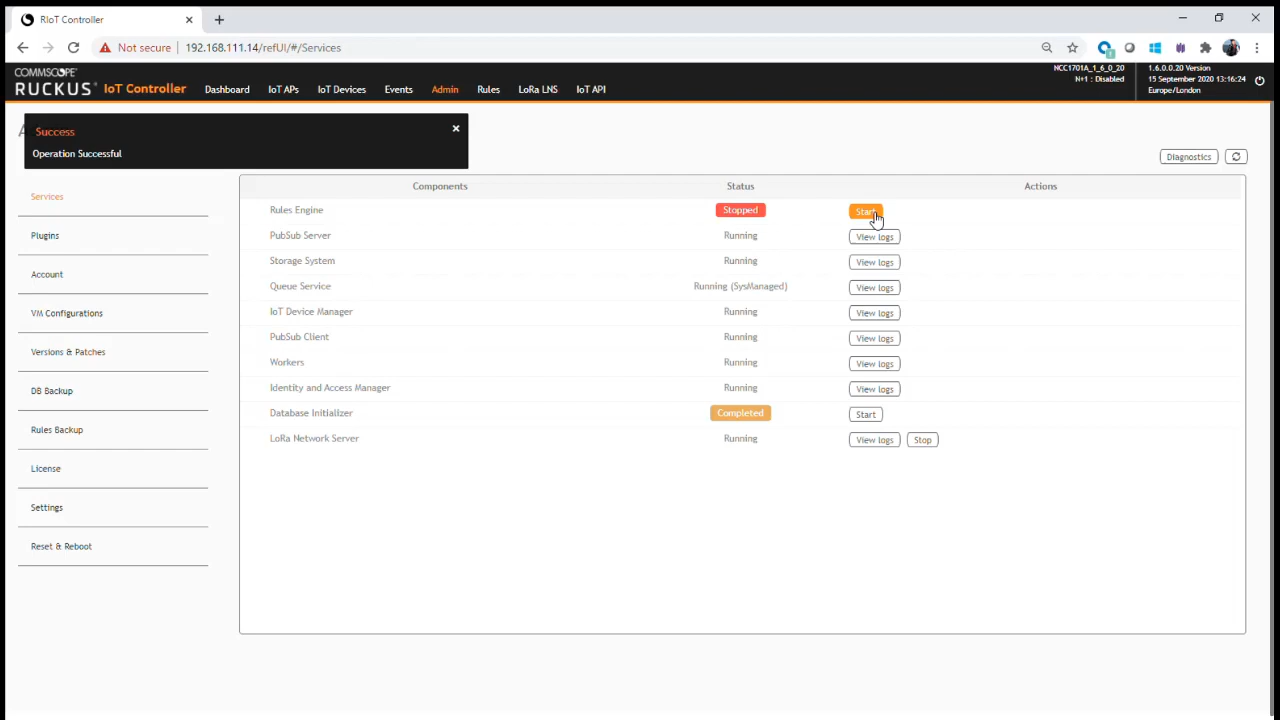 RIoT Controller
Not secure | 192.168.111.14/refUI/#/Services
COMMSCOPE
RUCKUS IoT Controller
Dashboard
IoT APs
IoT Devices
Events
Admin
Rules
LoRa LNS
IoT API
NCC1701A_1_6_0_20
N+1 : Disabled
1.6.0.0.20 Version
15 September 2020 13:16:24
Europe/London
Success
Operation Successful
Diagnostics
Services
Plugins
Account
VM Configurations
Versions & Patches
DB Backup
Rules Backup
License
Settings
Reset & Reboot
Components Status Actions
Rules Engine Stopped Start
PubSub Server Running View logs
Storage System Running View logs
Queue Service Running (SysManaged) View logs
IoT Device Manager Running View logs
PubSub Client Running View logs
Workers Running View logs
Identity and Access Manager Running View logs
Database Initializer Completed Start
LoRa Network Server Running View logs Stop